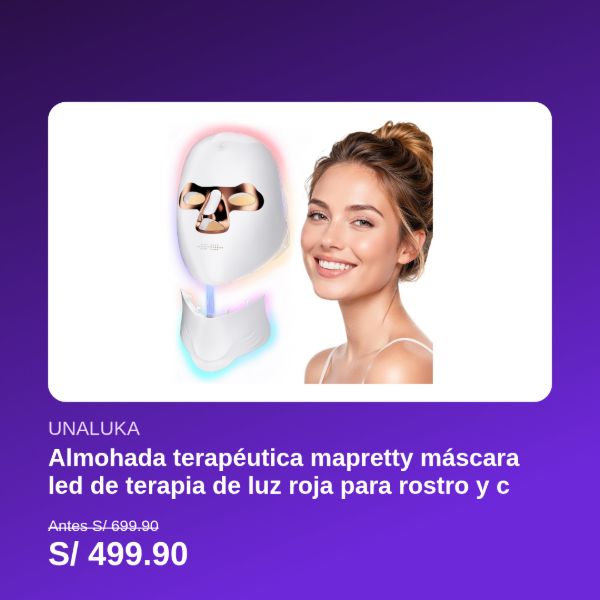 UNALUKA
Almohada terapéutica mapretty máscara
led de terapia de luz roja para rostro y c
Antes S/ 699.90
S/ 499.90